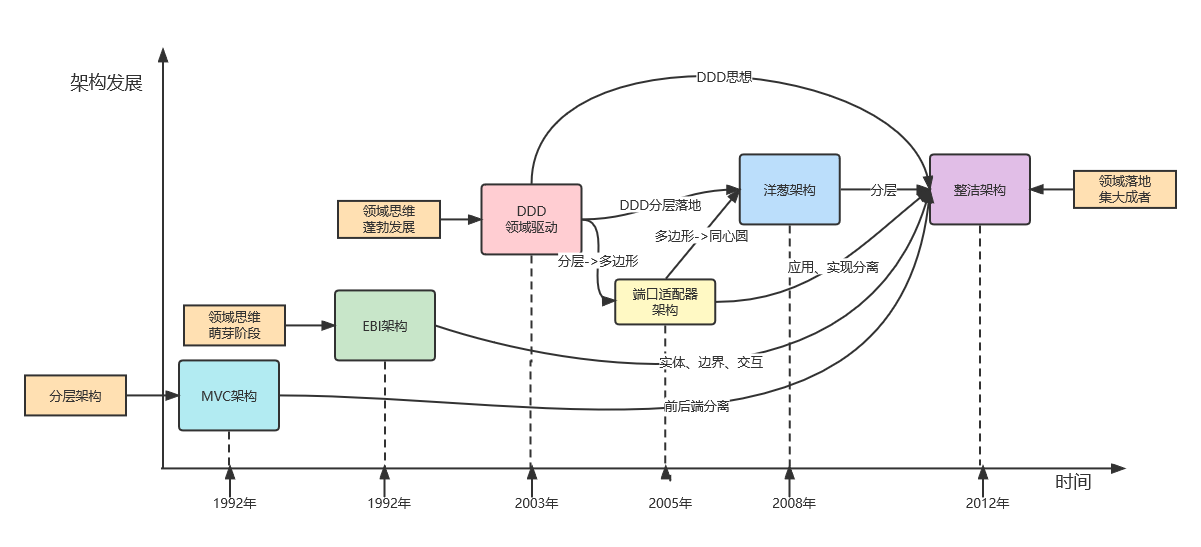 架构发展
DDD思想
领域思维
蓬勃发展
DDD
领域驱动
DDD分层落地
洋葱架构
分层
整洁架构
领域落地
集大成者
多边形->同心圆
分层->多边形
应用、实现分离
端口适配器
架构
领域思维
萌芽阶段
EBI架构
实体、边界、交互
分层架构
MVC架构
前后端分离
时间
1992年
1992年
2003年
2005年
2008年
2012年